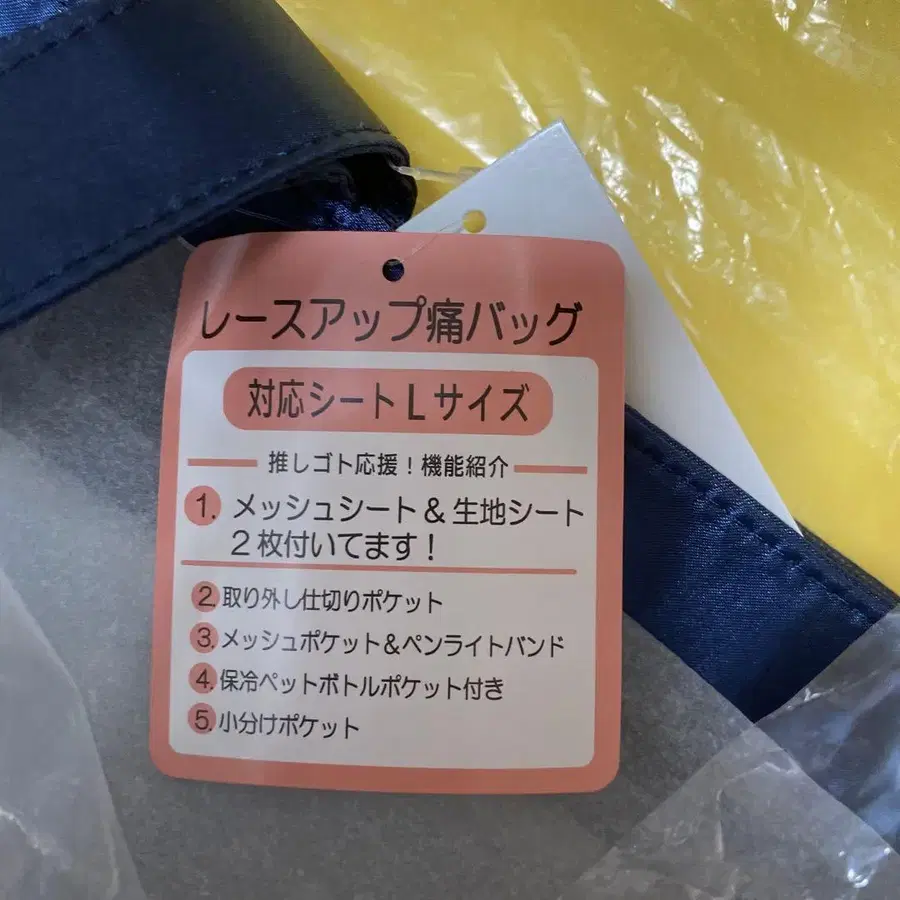 レースアップ痛バッグ
対応シートLサイズ
推しゴト応援！機能紹介
1. メッシュシート＆生地シート
2枚付いてます！
2. 取り外し仕切りポケット
3. メッシュポケット＆ペンライトバンド
4. 保冷ペットボトルポケット付き
5. 小分けポケット